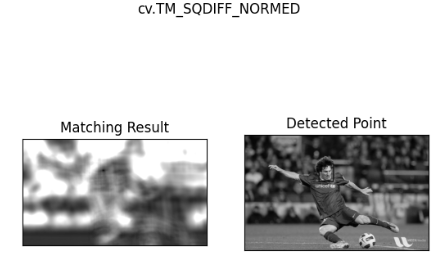 cv.TM_SQDIFF_NORMED
Matching Result
Detected Point